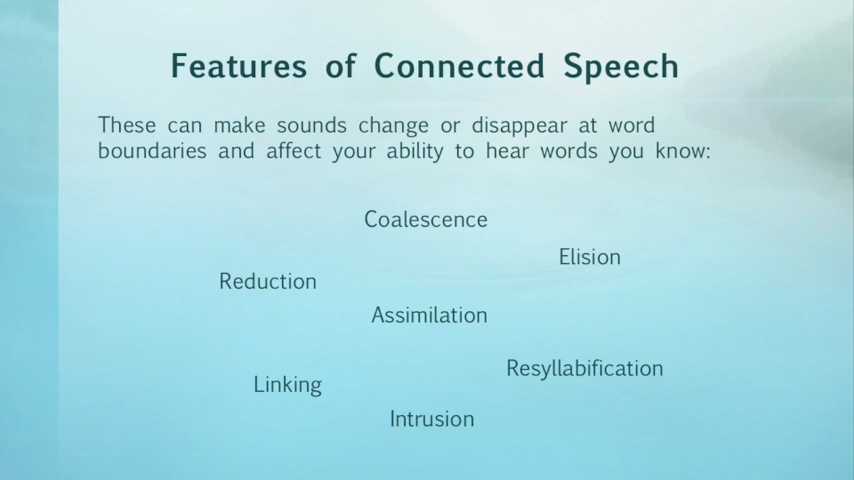 Features of Connected Speech
These can make sounds change or disappear at word
boundaries and affect your ability to hear words you know:
Coalescence
Elision
Reduction
Assimilation
Resyllabification
Linking
Intrusion